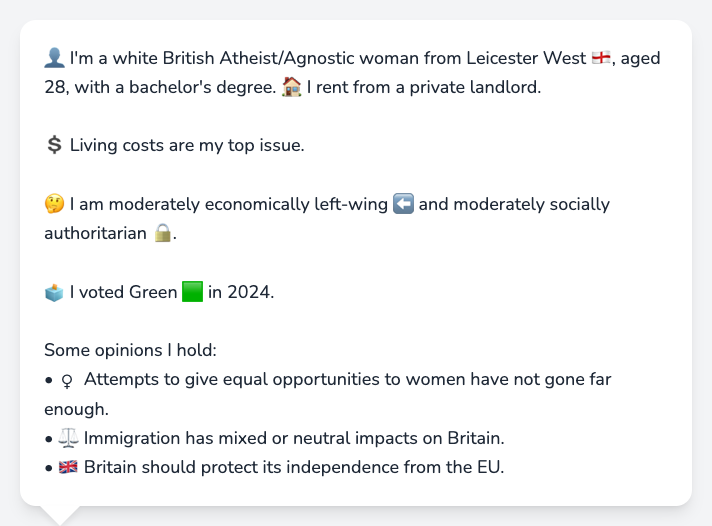 👤 I'm a white British Atheist/Agnostic woman from Leicester West 🏴󠁧󠁢󠁥󠁮󠁧󠁿, aged
28, with a bachelor's degree. 🏠 I rent from a private landlord.
💲 Living costs are my top issue.
🤔 I am moderately economically left-wing ⬅️ and moderately socially
authoritarian 🔒.
🗳️ I voted Green 🟩 in 2024.
Some opinions I hold:
• ♀ Attempts to give equal opportunities to women have not gone far
enough.
• ⚖️ Immigration has mixed or neutral impacts on Britain.
• 🇬🇧 Britain should protect its independence from the EU.